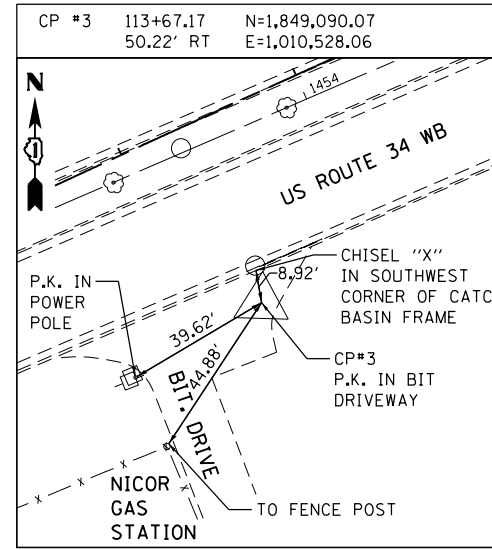 CP #3 113+67.17 N=1,849,090.07
50.22' RT E=1,010,528.06
N
1454
US ROUTE 34 WB
CHISEL "X"
IN SOUTHWEST
CORNER OF CATC
BASIN FRAME
8.92'
P.K. IN
POWER
POLE
39.62'
44.88'
CP#3
P.K. IN BIT
DRIVEWAY
BIT. DRIVE
NICOR
GAS
STATION
TO FENCE POST